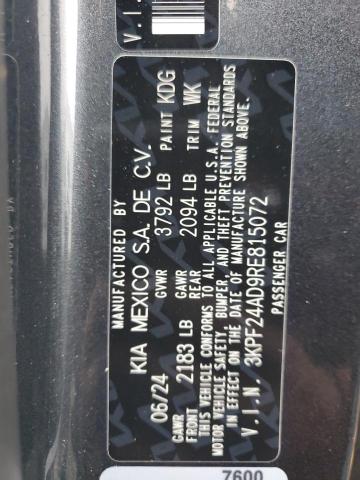 MANUFACTURED BY
KIA MEXICO S.A. DE C.V.
06/24 GVWR 3792 LB PAINT KDG
GAWR FRONT 2183 LB GAWR REAR 2094 LB TRIM WK
THIS VEHICLE CONFORMS TO ALL APPLICABLE U.S.A. FEDERAL
MOTOR VEHICLE SAFETY, BUMPER, AND THEFT PREVENTION STANDARDS
IN EFFECT ON THE DATE OF MANUFACTURE SHOWN ABOVE.
V.I.N. 3KPF24AD9RE815072
PASSENGER CAR
V.I.
7600